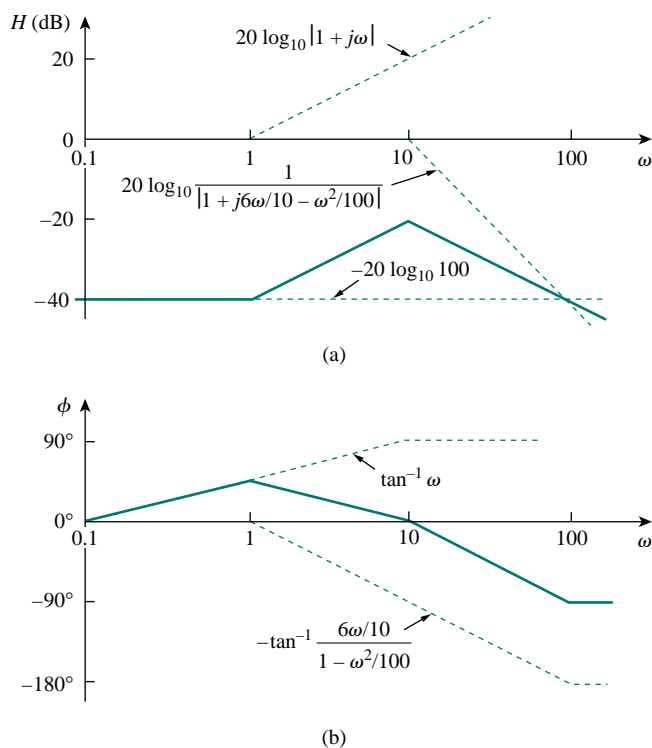 H (dB)
20 log₁₀ |1 + jω|
20
0
0.1
1
10
100
ω
20 log₁₀ 1 / |1 + j6ω/10 – ω²/100|
–20
–20 log₁₀ 100
–40
(a)
ϕ
90°
tan⁻¹ ω
0°
0.1
1
10
100
ω
–90°
–tan⁻¹ 6ω/10 / 1 – ω²/100
–180°
(b)